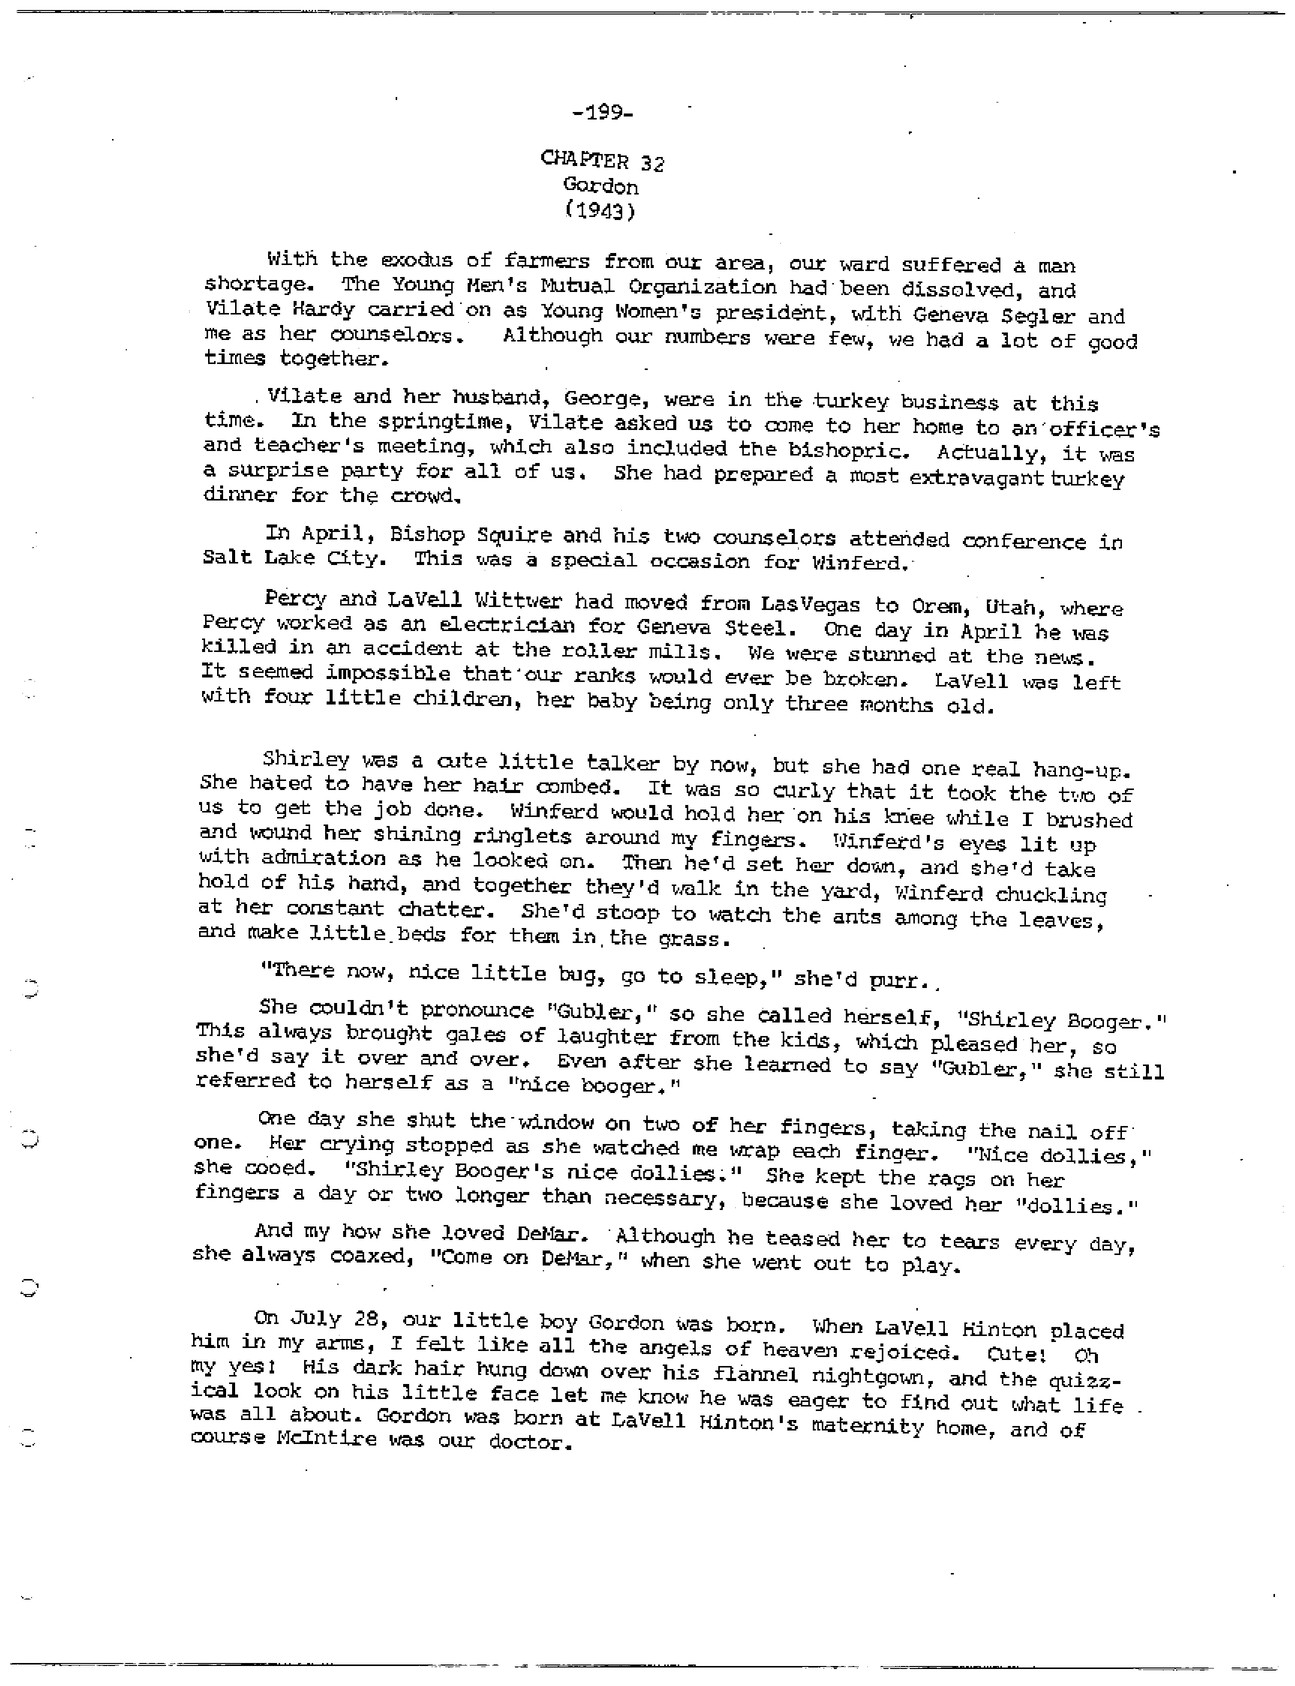 -199-
CHAPTER 32
Gordon
(1943)
With the exodus of farmers from our area, our ward suffered a man
shortage. The Young Men's Mutual Organization had been dissolved, and
Vilate Hardy carried on as Young Women's president, with Geneva Segler and
me as her counselors. Although our numbers were few, we had a lot of good
times together.
Vilate and her husband, George, were in the turkey business at this
time. In the springtime, Vilate asked us to come to her home to an officer's
and teacher's meeting, which also included the bishopric. Actually, it was
a surprise party for all of us. She had prepared a most extravagant turkey
dinner for the crowd.
In April, Bishop Squire and his two counselors attended conference in
Salt Lake City. This was a special occasion for Winferd.
Percy and LaVell Wittwer had moved from LasVegas to Orem, Utah, where
Percy worked as an electrician for Geneva Steel. One day in April he was
killed in an accident at the roller mills. We were stunned at the news.
It seemed impossible that our ranks would ever be broken. LaVell was left
with four little children, her baby being only three months old.
Shirley was a cute little talker by now, but she had one real hang-up.
She hated to have her hair combed. It was so curly that it took the two of
us to get the job done. Winferd would hold her on his knee while I brushed
and wound her shining ringlets around my fingers. Winferd's eyes lit up
with admiration as he looked on. Then he'd set her down, and she'd take
hold of his hand, and together they'd walk in the yard, Winferd chuckling
at her constant chatter. She'd stoop to watch the ants among the leaves,
and make little beds for them in the grass.
"There now, nice little bug, go to sleep," she'd purr.
She couldn't pronounce "Gubler," so she called herself, "Shirley Booger."
This always brought gales of laughter from the kids, which pleased her, so
she'd say it over and over. Even after she learned to say "Gubler," she still
referred to herself as a "nice booger."
One day she shut the window on two of her fingers, taking the nail off
one. Her crying stopped as she watched me wrap each finger. "Nice dollies,"
she cooed. "Shirley Booger's nice dollies." She kept the rags on her
fingers a day or two longer than necessary, because she loved her "dollies."
And my how she loved DeMar. Although he teased her to tears every day,
she always coaxed, "Come on DeMar," when she went out to play.
On July 28, our little boy Gordon was born. When LaVell Hinton placed
him in my arms, I felt like all the angels of heaven rejoiced. Cute! Oh
my yes! His dark hair hung down over his flannel nightgown, and the quizz-
ical look on his little face let me know he was eager to find out what life
was all about. Gordon was born at LaVell Hinton's maternity home, and of
course McIntire was our doctor.